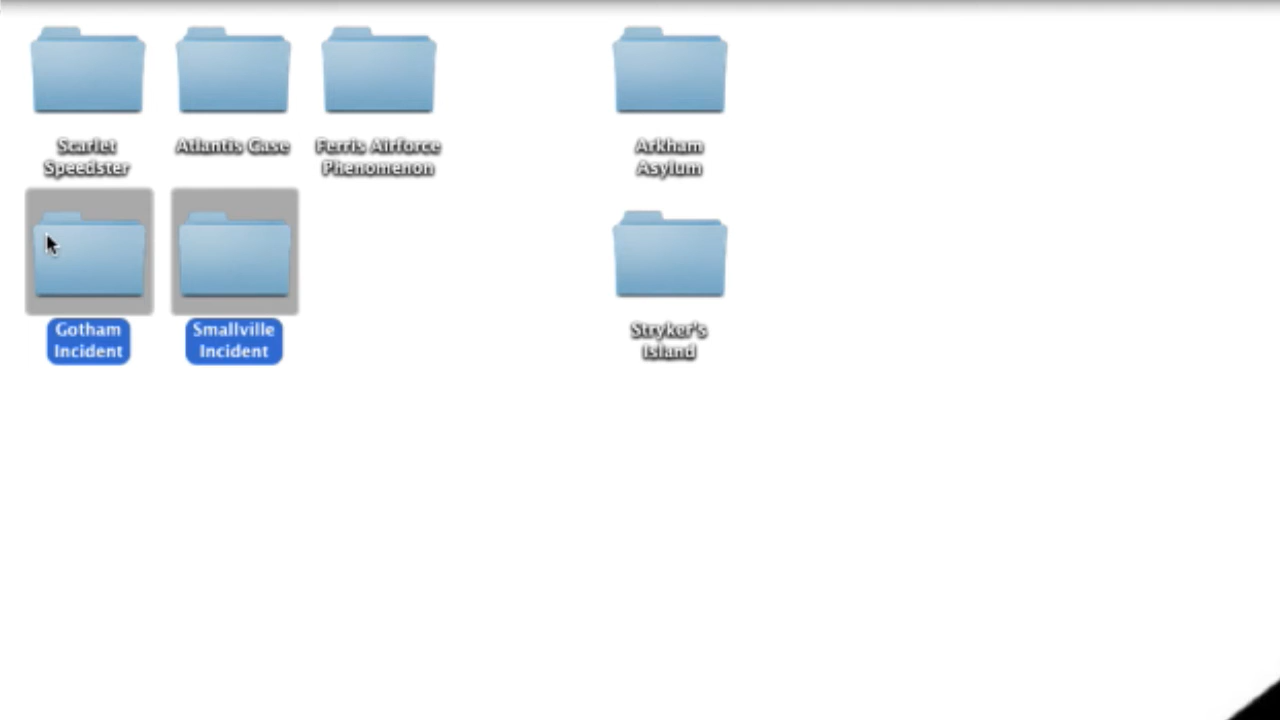 Scarlet
Speedster
Atlantis Case
Ferris Airforce
Phenomenon
Arkham
Asylum
Gotham
Incident
Smallville
Incident
Stryker's
Island